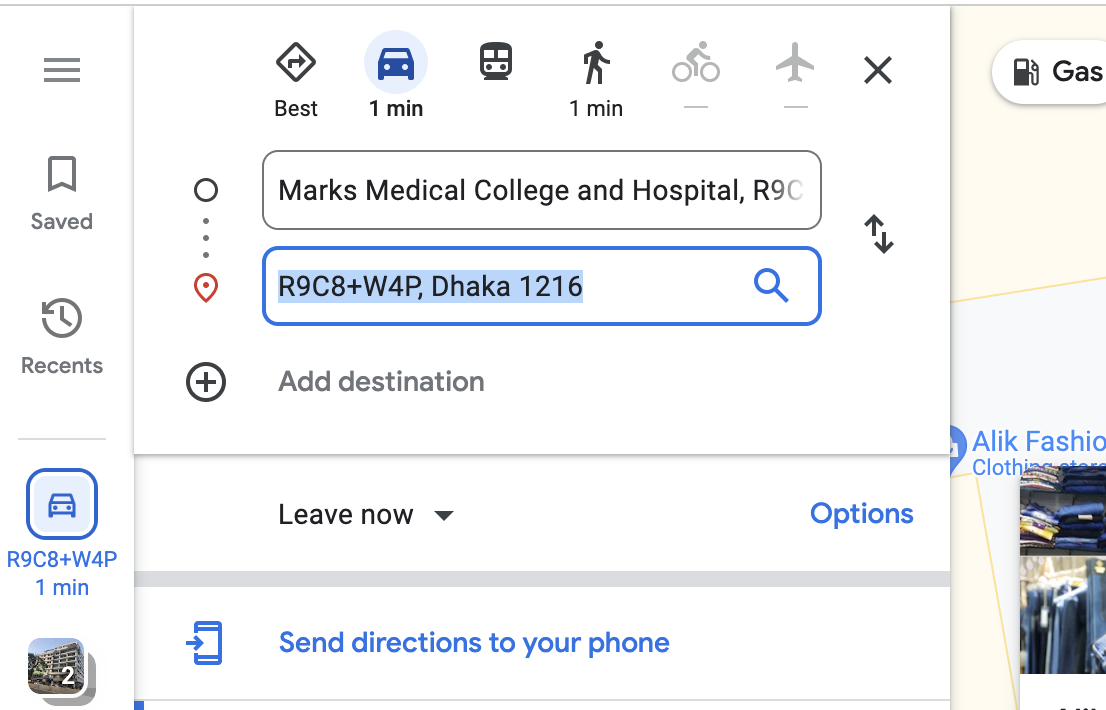 Best
1 min
1 min
—
—
Gas
Marks Medical College and Hospital, R9C
R9C8+W4P, Dhaka 1216
Add destination
Saved
Recents
R9C8+W4P
1 min
2
Leave now
Options
Send directions to your phone
Alik Fashio
Clothing store